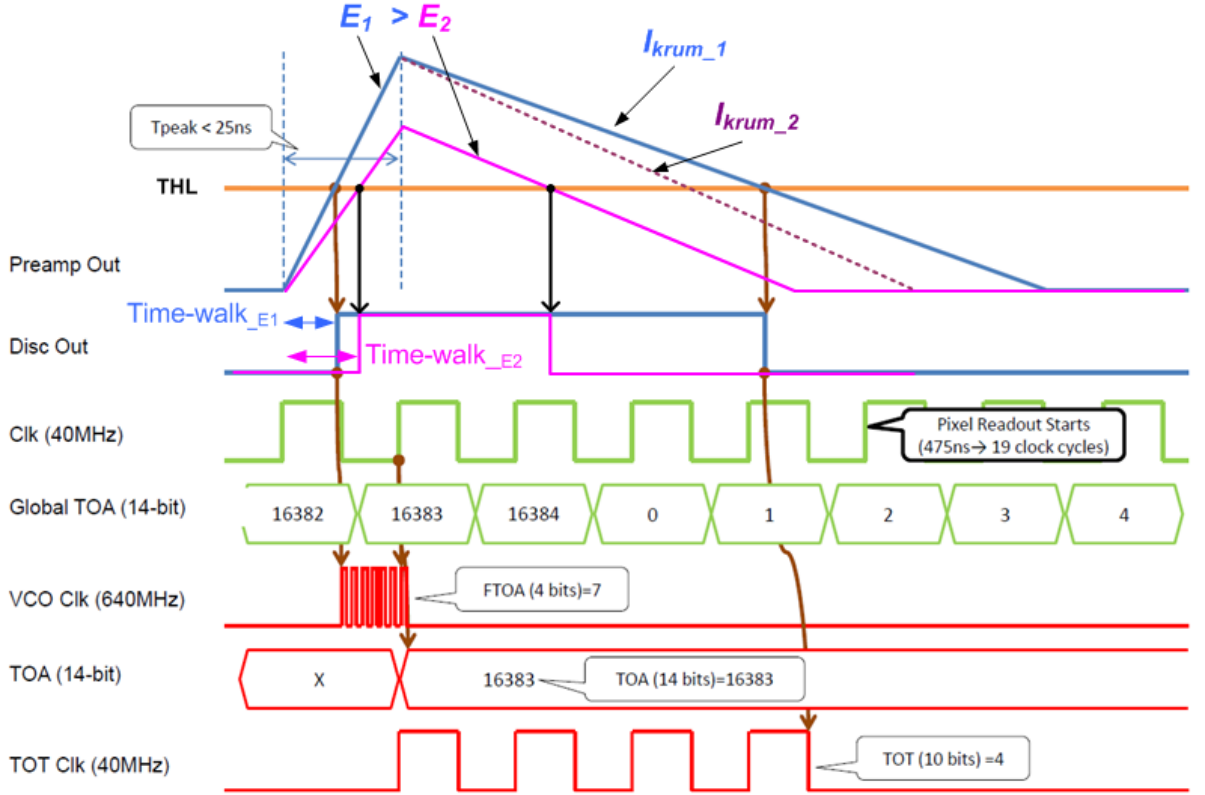 E1 > E2
Ikrum_1
Tpeak < 25ns
Ikrum_2
THL
Preamp Out
Time-walk_E1
Disc Out
Time-walk_E2
Clk (40MHz)
Pixel Readout Starts
(475ns→ 19 clock cycles)
Global TOA (14-bit)
16382 16383 16384 0 1 2 3 4
VCO Clk (640MHz)
FTOA (4 bits)=7
TOA (14-bit)
X 16383 TOA (14 bits)=16383
TOT Clk (40MHz)
TOT (10 bits) =4